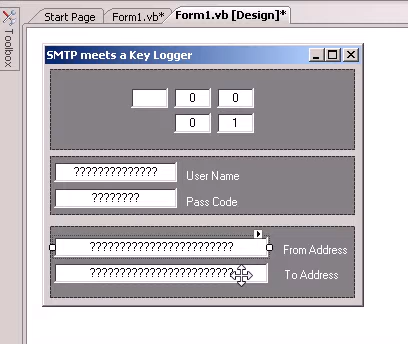 Start Page Form1.vb* Form1.vb [Design]*
Toolbox
SMTP meets a Key Logger
0 0
0 1
?????????????? User Name
???????? Pass Code
???????????????????????? From Address
???????????????????????? To Address